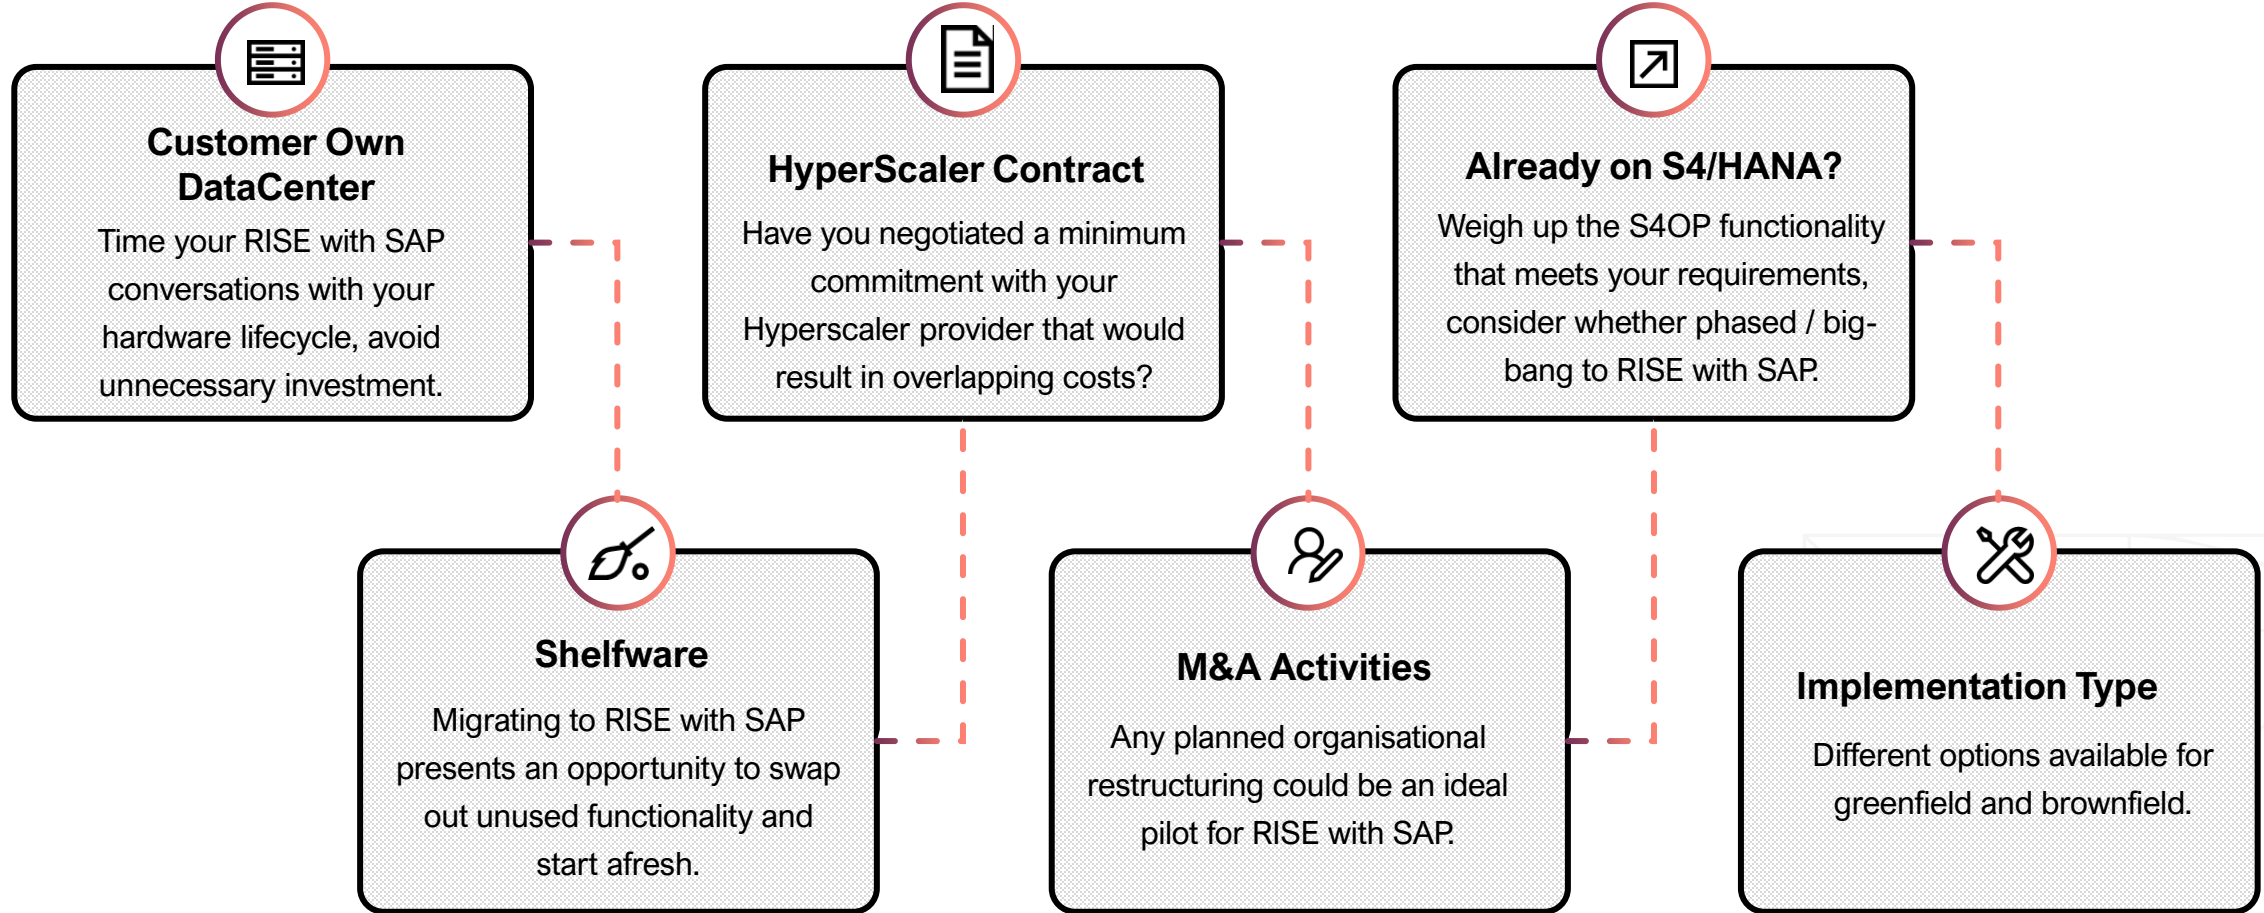 Customer Own
DataCenter
Time your RISE with SAP
conversations with your
hardware lifecycle, avoid
unnecessary investment.
Shelfware
Migrating to RISE with SAP
presents an opportunity to swap
out unused functionality and
start afresh.
HyperScaler Contract
Have you negotiated a minimum
commitment with your
Hyperscaler provider that would
result in overlapping costs?
M&A Activities
Any planned organisational
restructuring could be an ideal
pilot for RISE with SAP.
Already on S4/HANA?
Weigh up the S4OP functionality
that meets your requirements,
consider whether phased / big-
bang to RISE with SAP.
Implementation Type
Different options available for
greenfield and brownfield.